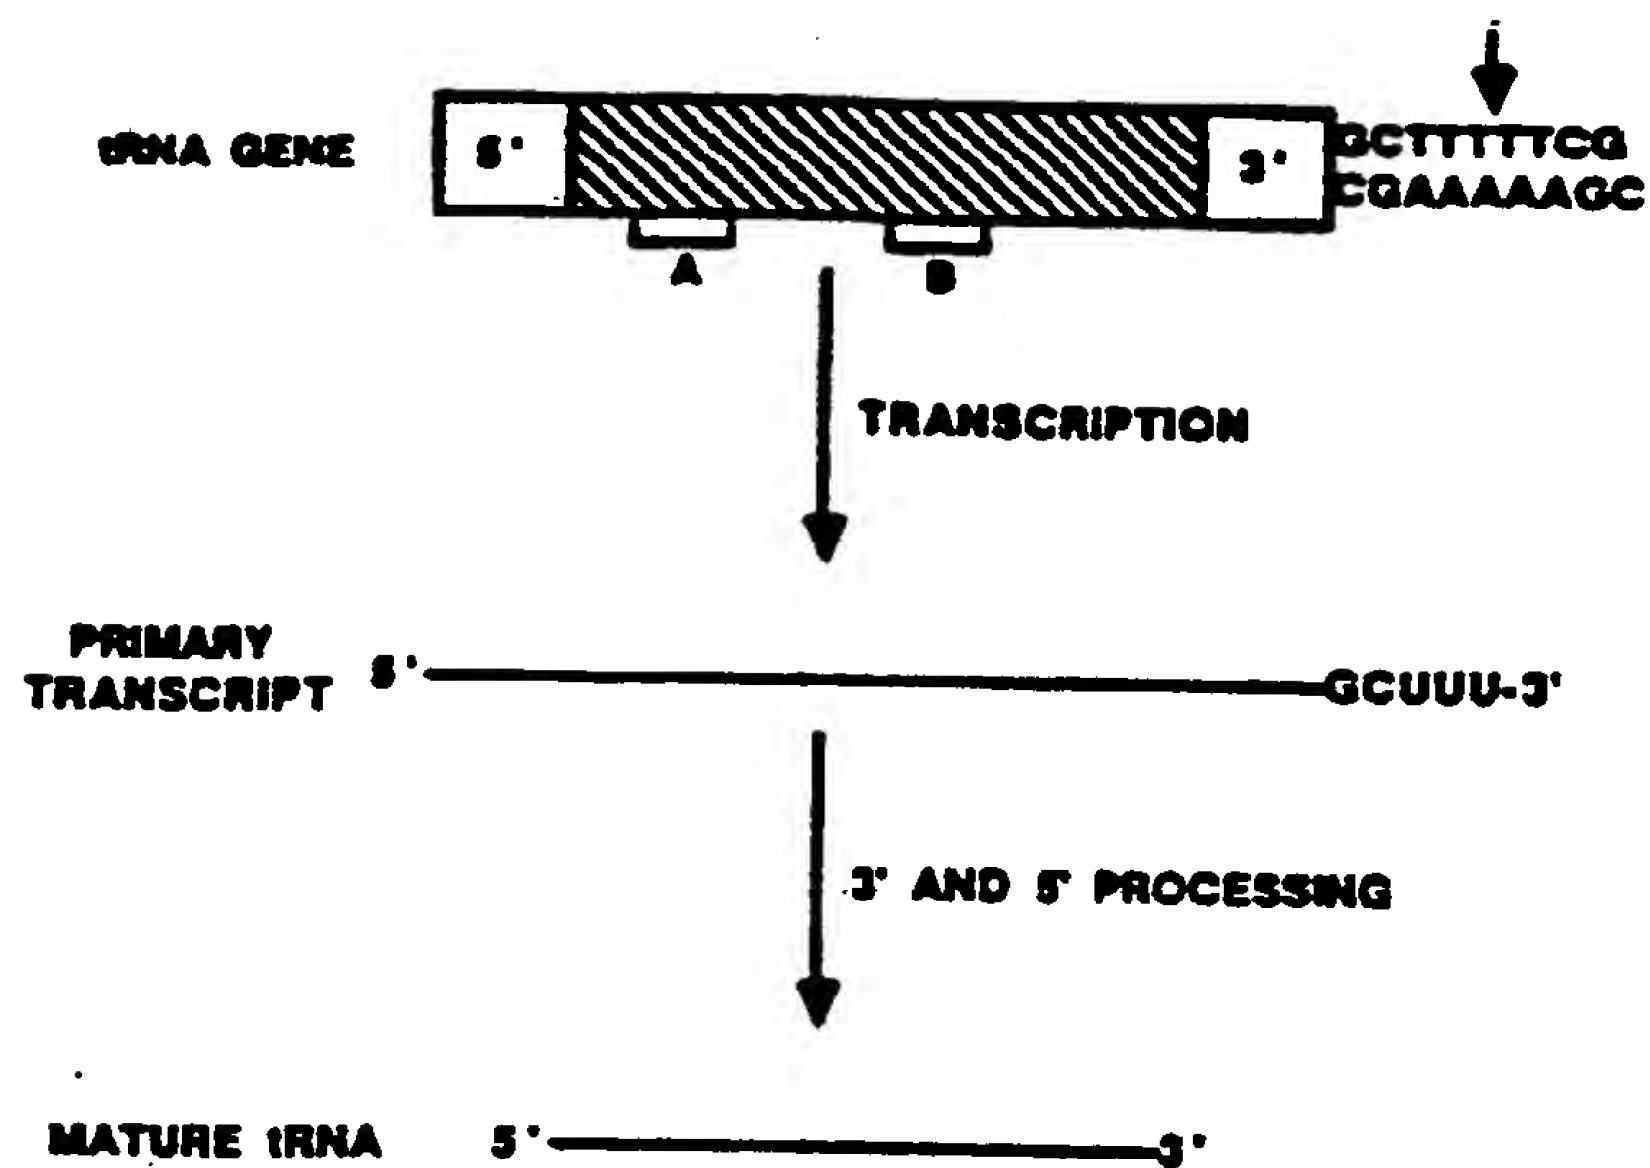 tRNA GENE
5'
3'
GCTTTTTCG
CGAAAAAGC
A
B
TRANSCRIPTION
PRIMARY
TRANSCRIPT
5'
GCUUU-3'
3' AND 5' PROCESSING
MATURE tRNA
5'
3'